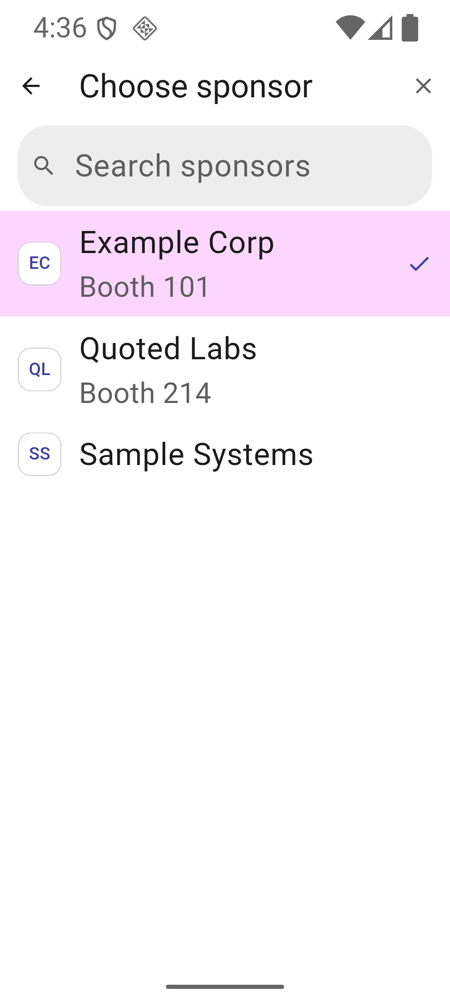 4:36
Choose sponsor
Search sponsors
EC
Example Corp
Booth 101
QL
Quoted Labs
Booth 214
SS
Sample Systems